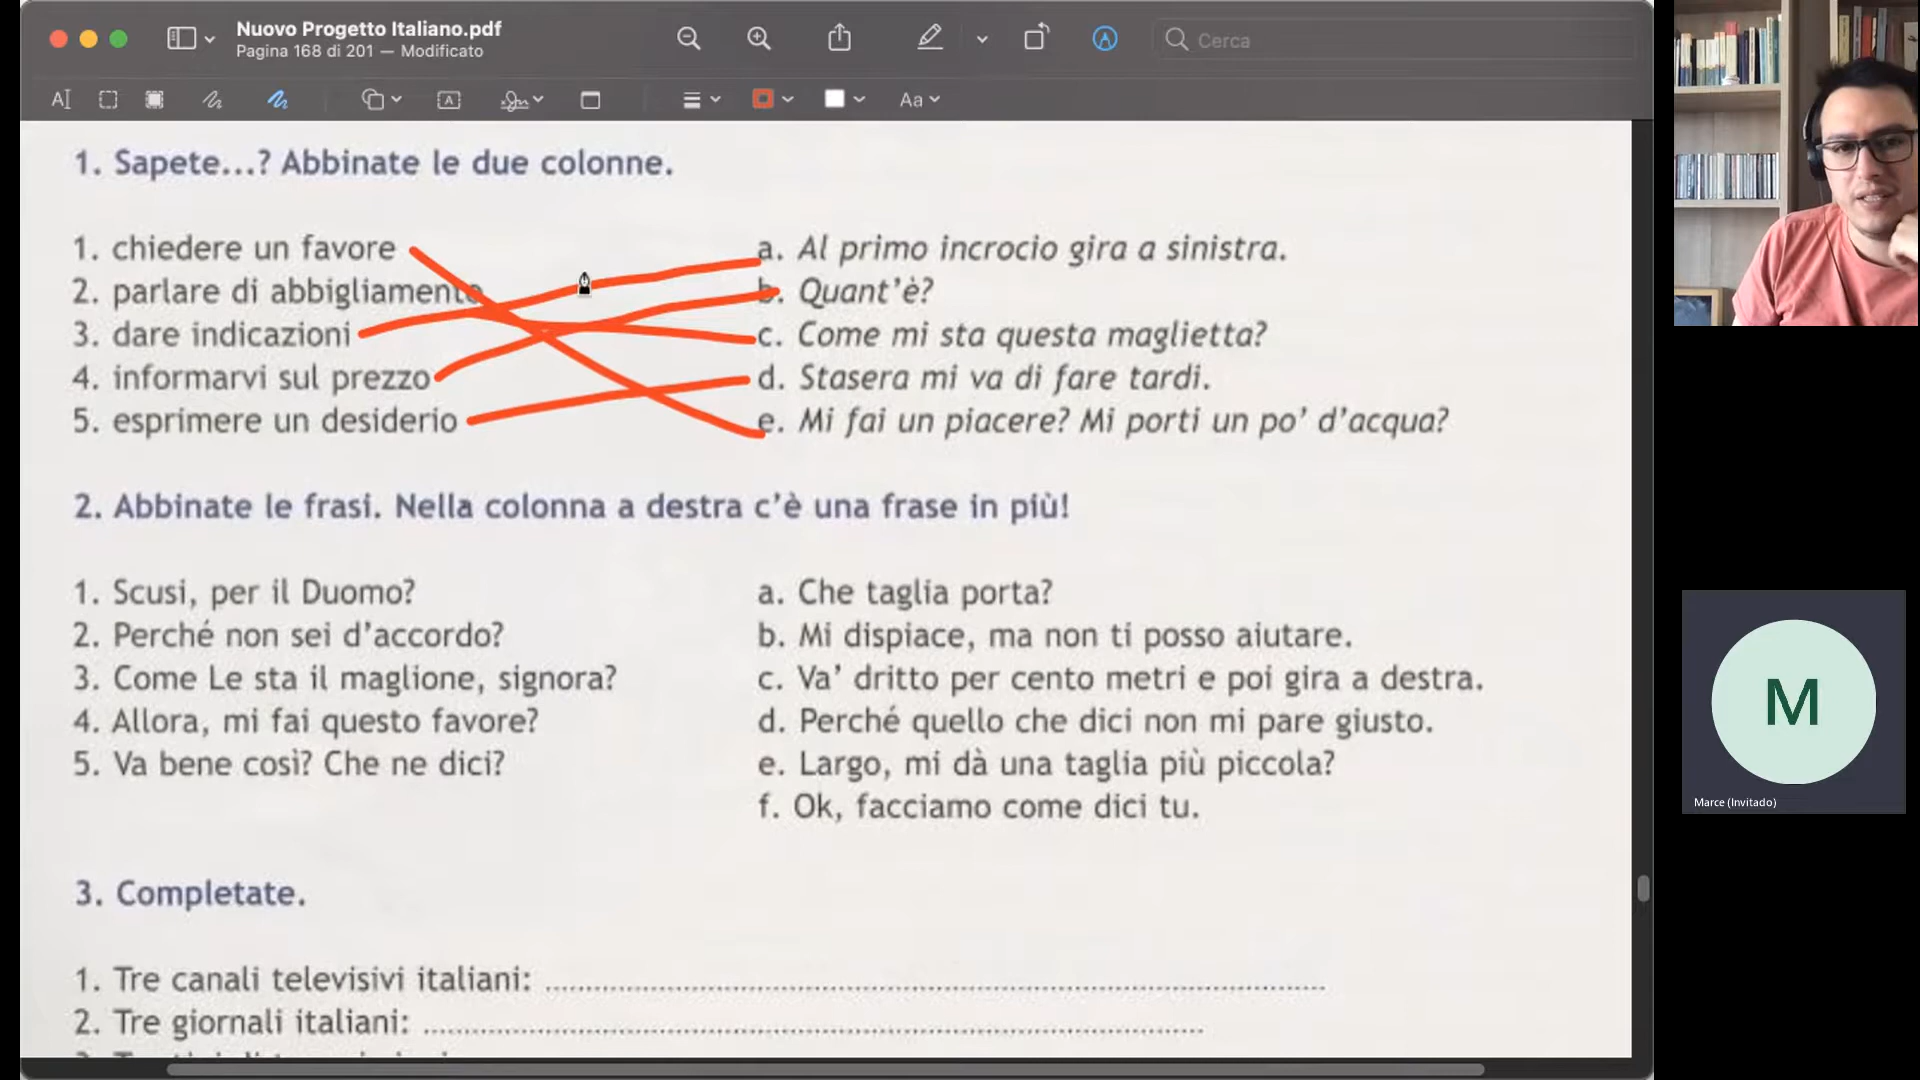 Nuovo Progetto Italiano.pdf
Pagina 168 di 201 — Modificato
Cerca
Aa
1. Sapete...? Abbinate le due colonne.
1. chiedere un favore
a. Al primo incrocio gira a sinistra.
2. parlare di abbigliamento
b. Quant'è?
3. dare indicazioni
c. Come mi sta questa maglietta?
4. informarvi sul prezzo
d. Stasera mi va di fare tardi.
5. esprimere un desiderio
e. Mi fai un piacere? Mi porti un po' d'acqua?
2. Abbinate le frasi. Nella colonna a destra c'è una frase in più!
1. Scusi, per il Duomo?
a. Che taglia porta?
2. Perché non sei d'accordo?
b. Mi dispiace, ma non ti posso aiutare.
3. Come Le sta il maglione, signora?
c. Va' dritto per cento metri e poi gira a destra.
4. Allora, mi fai questo favore?
d. Perché quello che dici non mi pare giusto.
5. Va bene così? Che ne dici?
e. Largo, mi dà una taglia più piccola?
f. Ok, facciamo come dici tu.
3. Completate.
1. Tre canali televisivi italiani:
2. Tre giornali italiani:
M
Marce (Invitado)